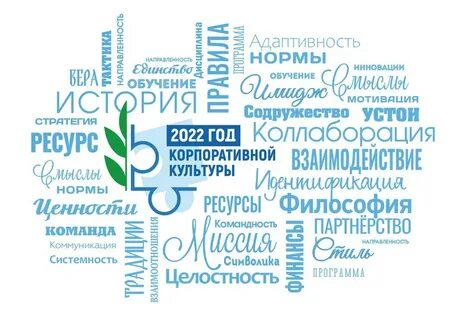 ВЕРА
ТАКТИКА
НАПРАВЛЕННОСТЬ
НАПРАВЛЕННОСТЬ
Единство
ОБУЧЕНИЕ
Дисциплина
ПРАВИЛА
ПРОГРАММА
Адаптивность
НОРМЫ
ОБУЧЕНИЕ
ИННОВАЦИИ
Смыслы
Имидж
МОТИВАЦИЯ
ИСТОРИЯ
СТРАТЕГИЯ
РЕСУРС
Содружество
УСТОИ
Коллаборация
2022 ГОД
КОРПОРАТИВНОЙ
КУЛЬТУРЫ
ВЗАИМОДЕЙСТВИЕ
Смыслы
НОРМЫ
Идентификация
Ценности
РЕСУРСЫ
Философия
КОМАНДА
Коммуникация
Системность
ТРАДИЦИИ
ВЗАИМООТНОШЕНИЯ
Командность
Миссия
Символика
Целостность
ФИНАНСЫ
ПАРТНЁРСТВО
Стиль
НАПРАВЛЕННОСТЬ
ПРОГРАММА